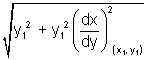 √(y₁² + y₁² (dx/dy)²₍ₓ₁, ᵧ₁₎)